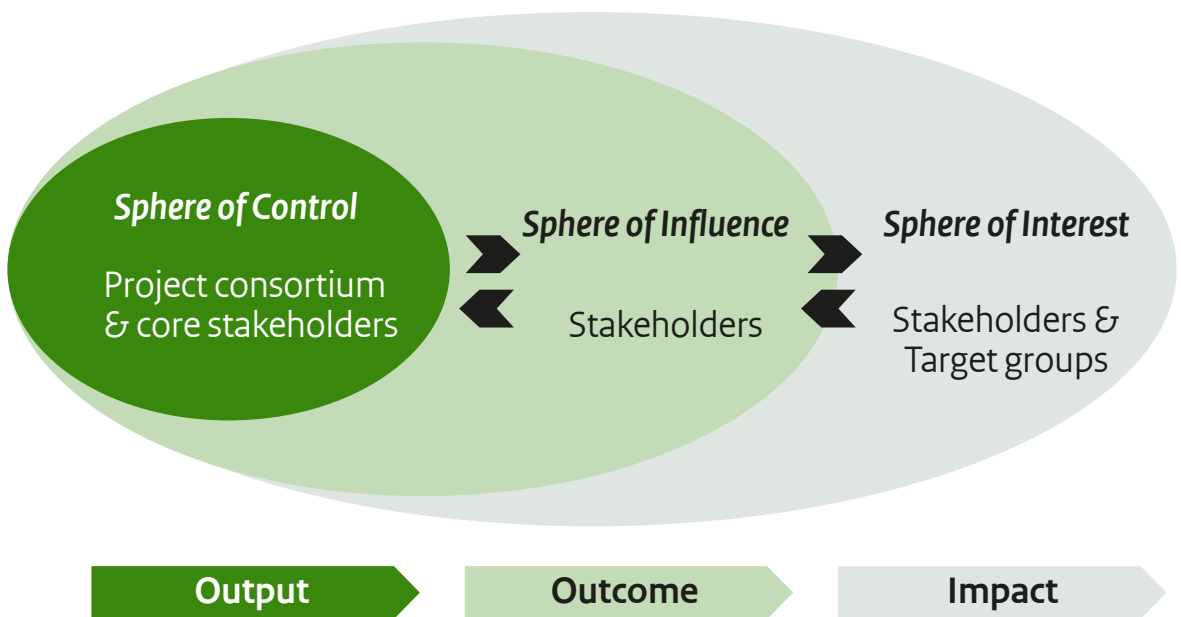 Sphere of Control
Project consortium
& core stakeholders
Sphere of Influence
Stakeholders
Sphere of Interest
Stakeholders &
Target groups
Output
Outcome
Impact